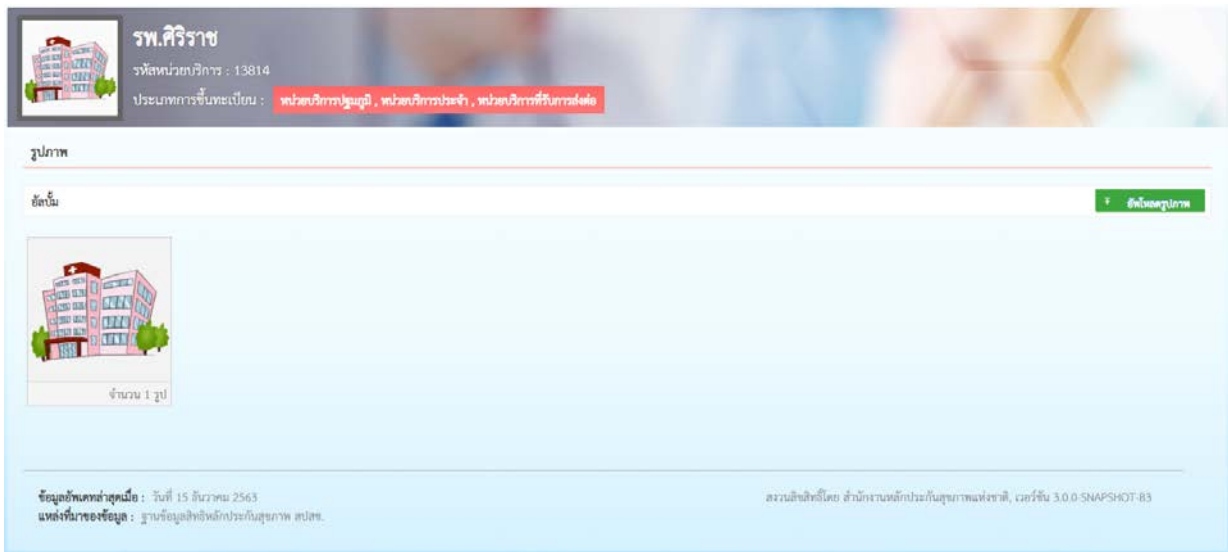 รพ.ศิริราช
รหัสหน่วยบริการ : 13814
ประเภทการขึ้นทะเบียน : หน่วยบริการปฐมภูมิ , หน่วยบริการประจำ , หน่วยบริการที่รับการส่งต่อ
รูปภาพ
อัลบั้ม
อัพโหลดรูปภาพ
จำนวน 1 รูป
ข้อมูลอัพเดทล่าสุดเมื่อ : วันที่ 15 ธันวาคม 2563
สงวนลิขสิทธิ์โดย สำนักงานหลักประกันสุขภาพแห่งชาติ, เวอร์ชั่น 3.0.0-SNAPSHOT-83
แหล่งที่มาของข้อมูล : ฐานข้อมูลสิทธิหลักประกันสุขภาพ สปสช.